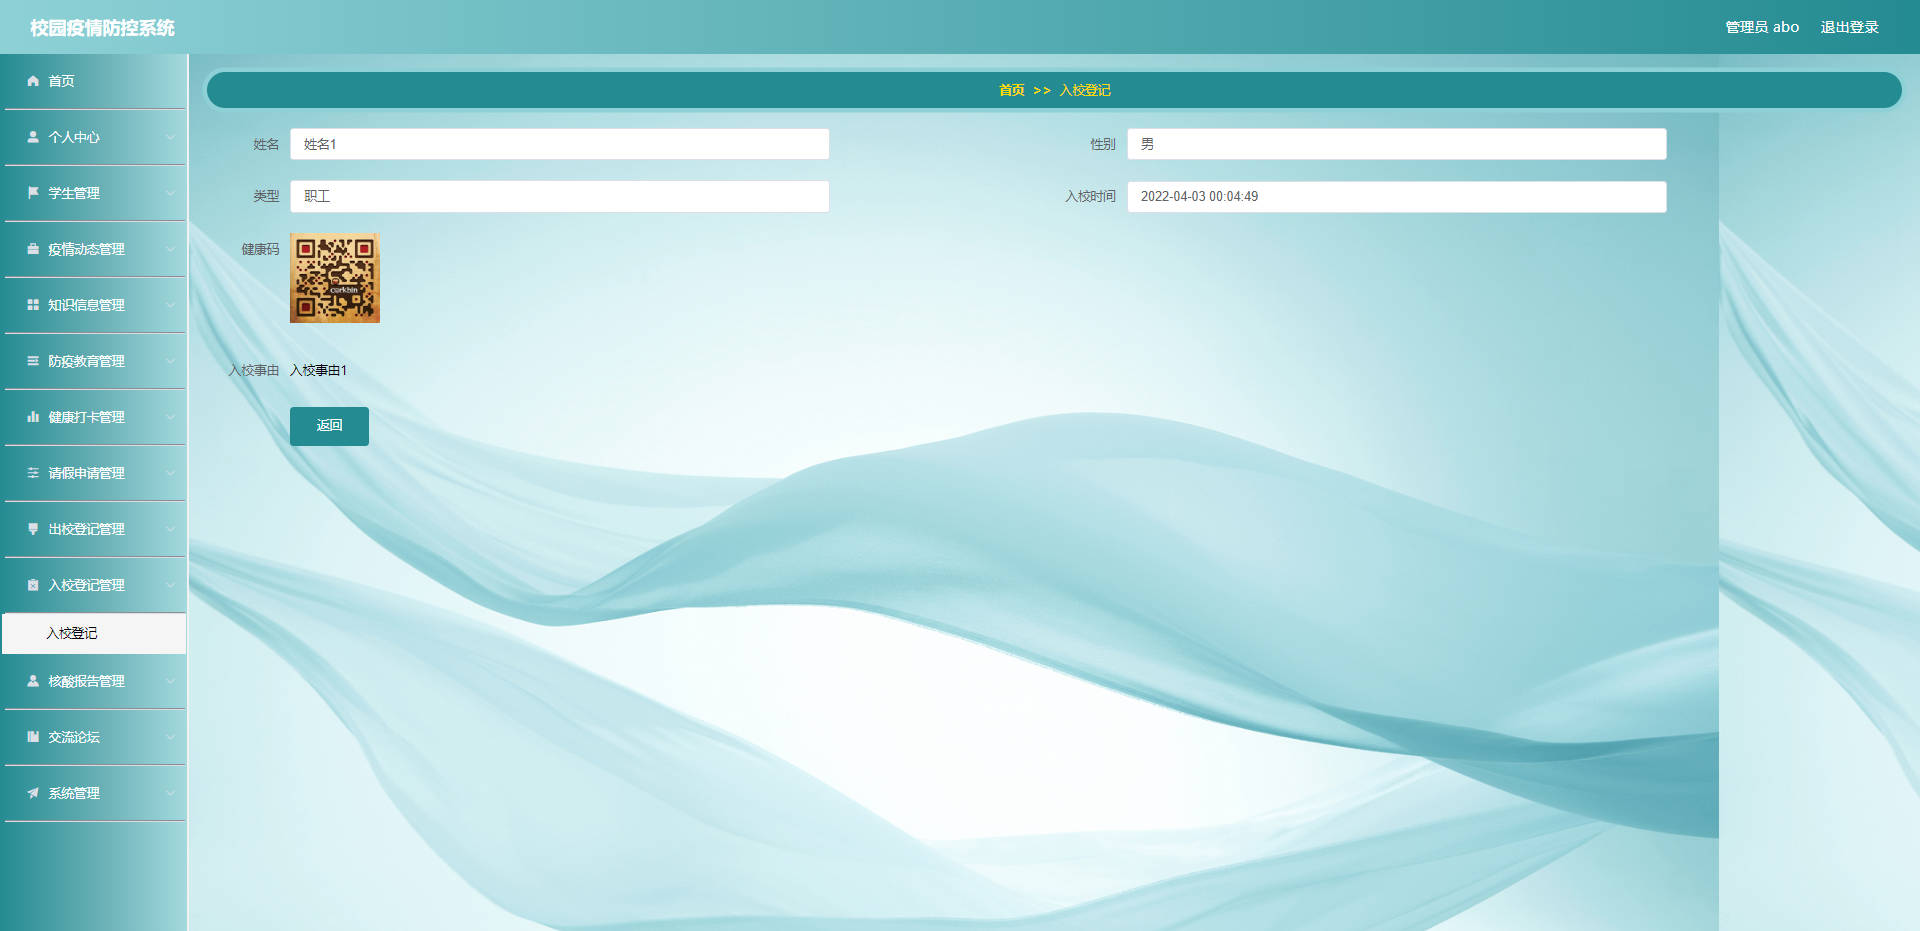 校园疫情防控系统
管理员 abo 退出登录
首页
个人中心
学生管理
疫情动态管理
知识信息管理
防疫教育管理
健康打卡管理
请假申请管理
出校登记管理
入校登记管理
入校登记
核酸报告管理
交流论坛
系统管理
首页 >> 入校登记
姓名 姓名1
性别 男
类型 职工
入校时间 2022-04-03 00:04:49
健康码
入校事由 入校事由1
返回